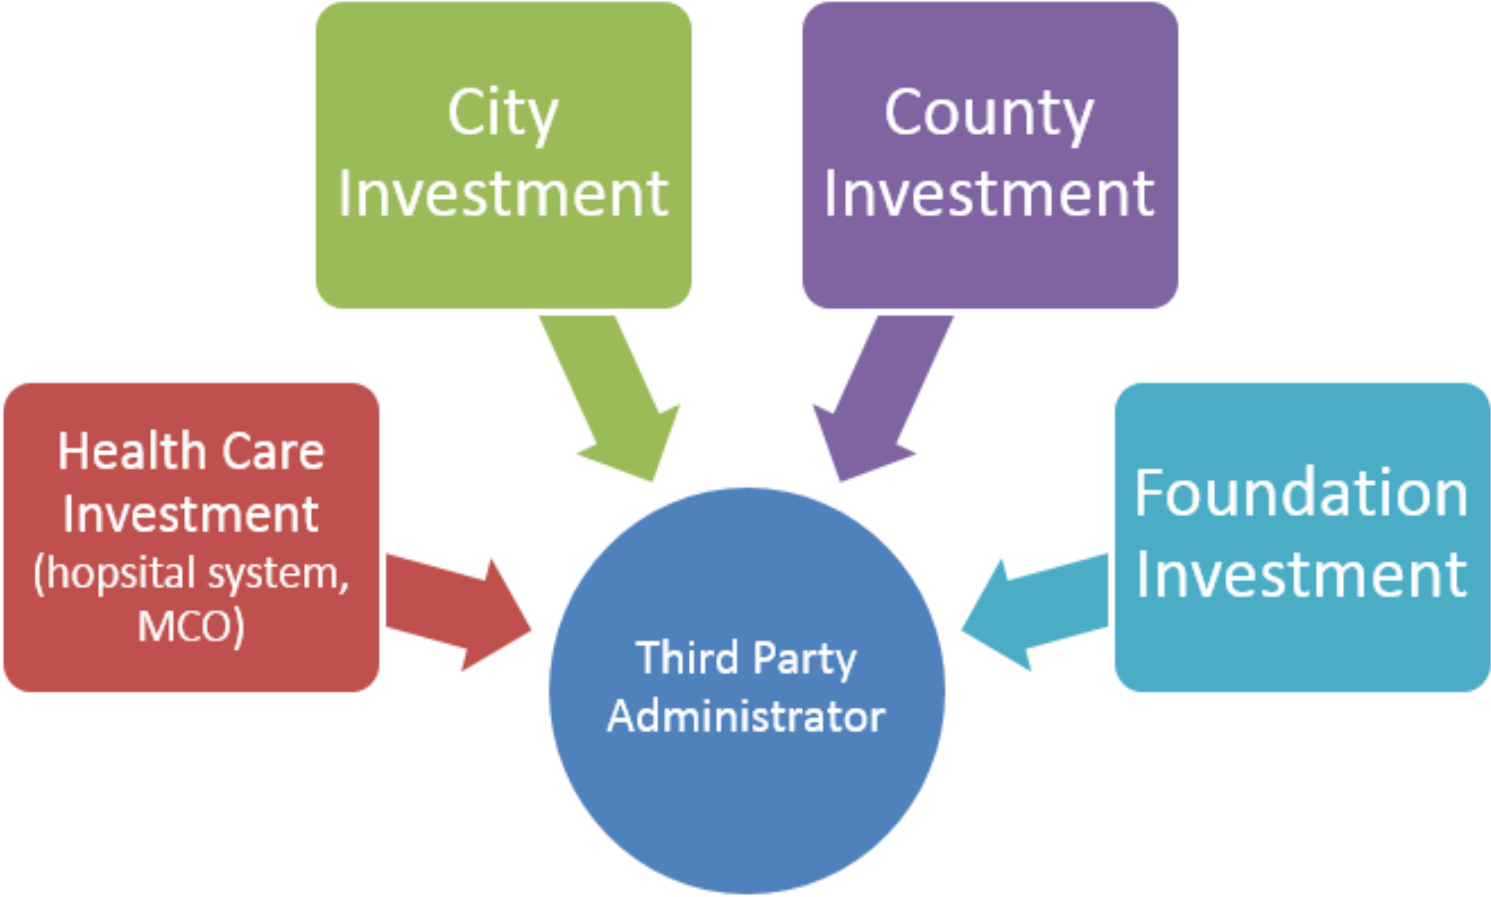 City
Investment
County
Investment
Health Care
Investment
(hopsital system,
MCO)
Foundation
Investment
Third Party
Administrator